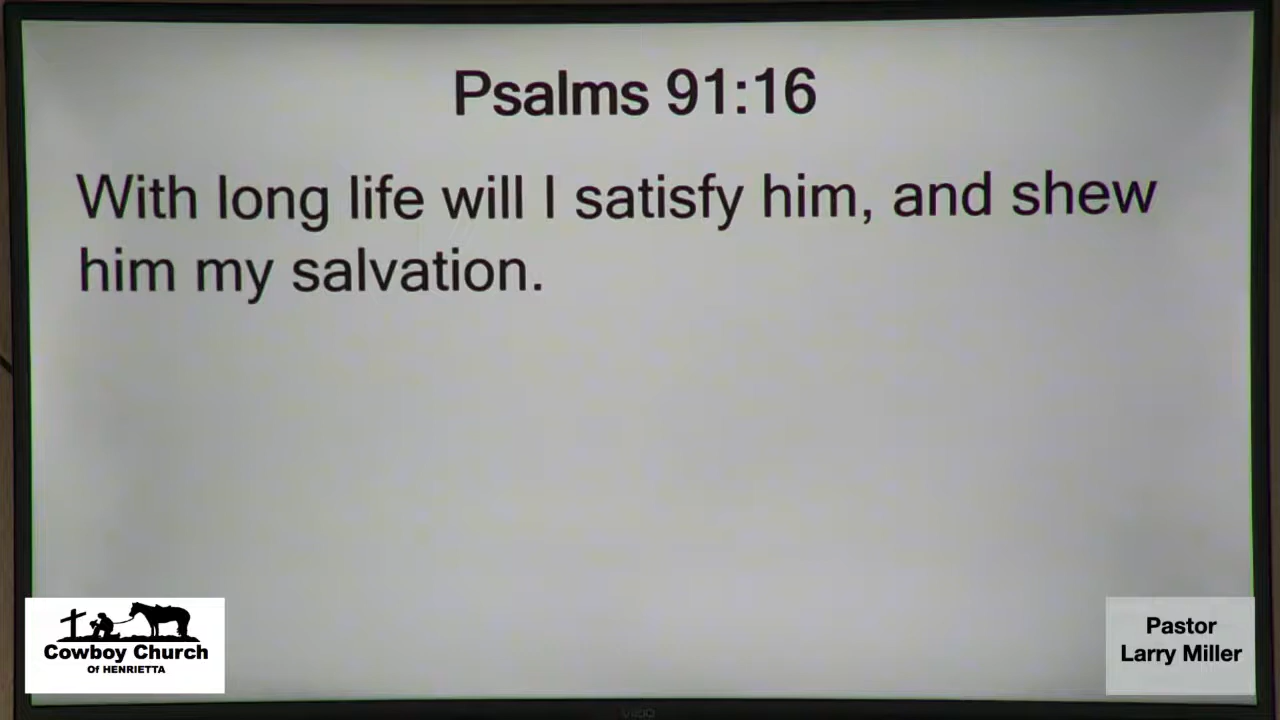 Psalms 91:16
With long life will I satisfy him, and shew
him my salvation.
Cowboy Church
Of HENRIETTA
Pastor
Larry Miller